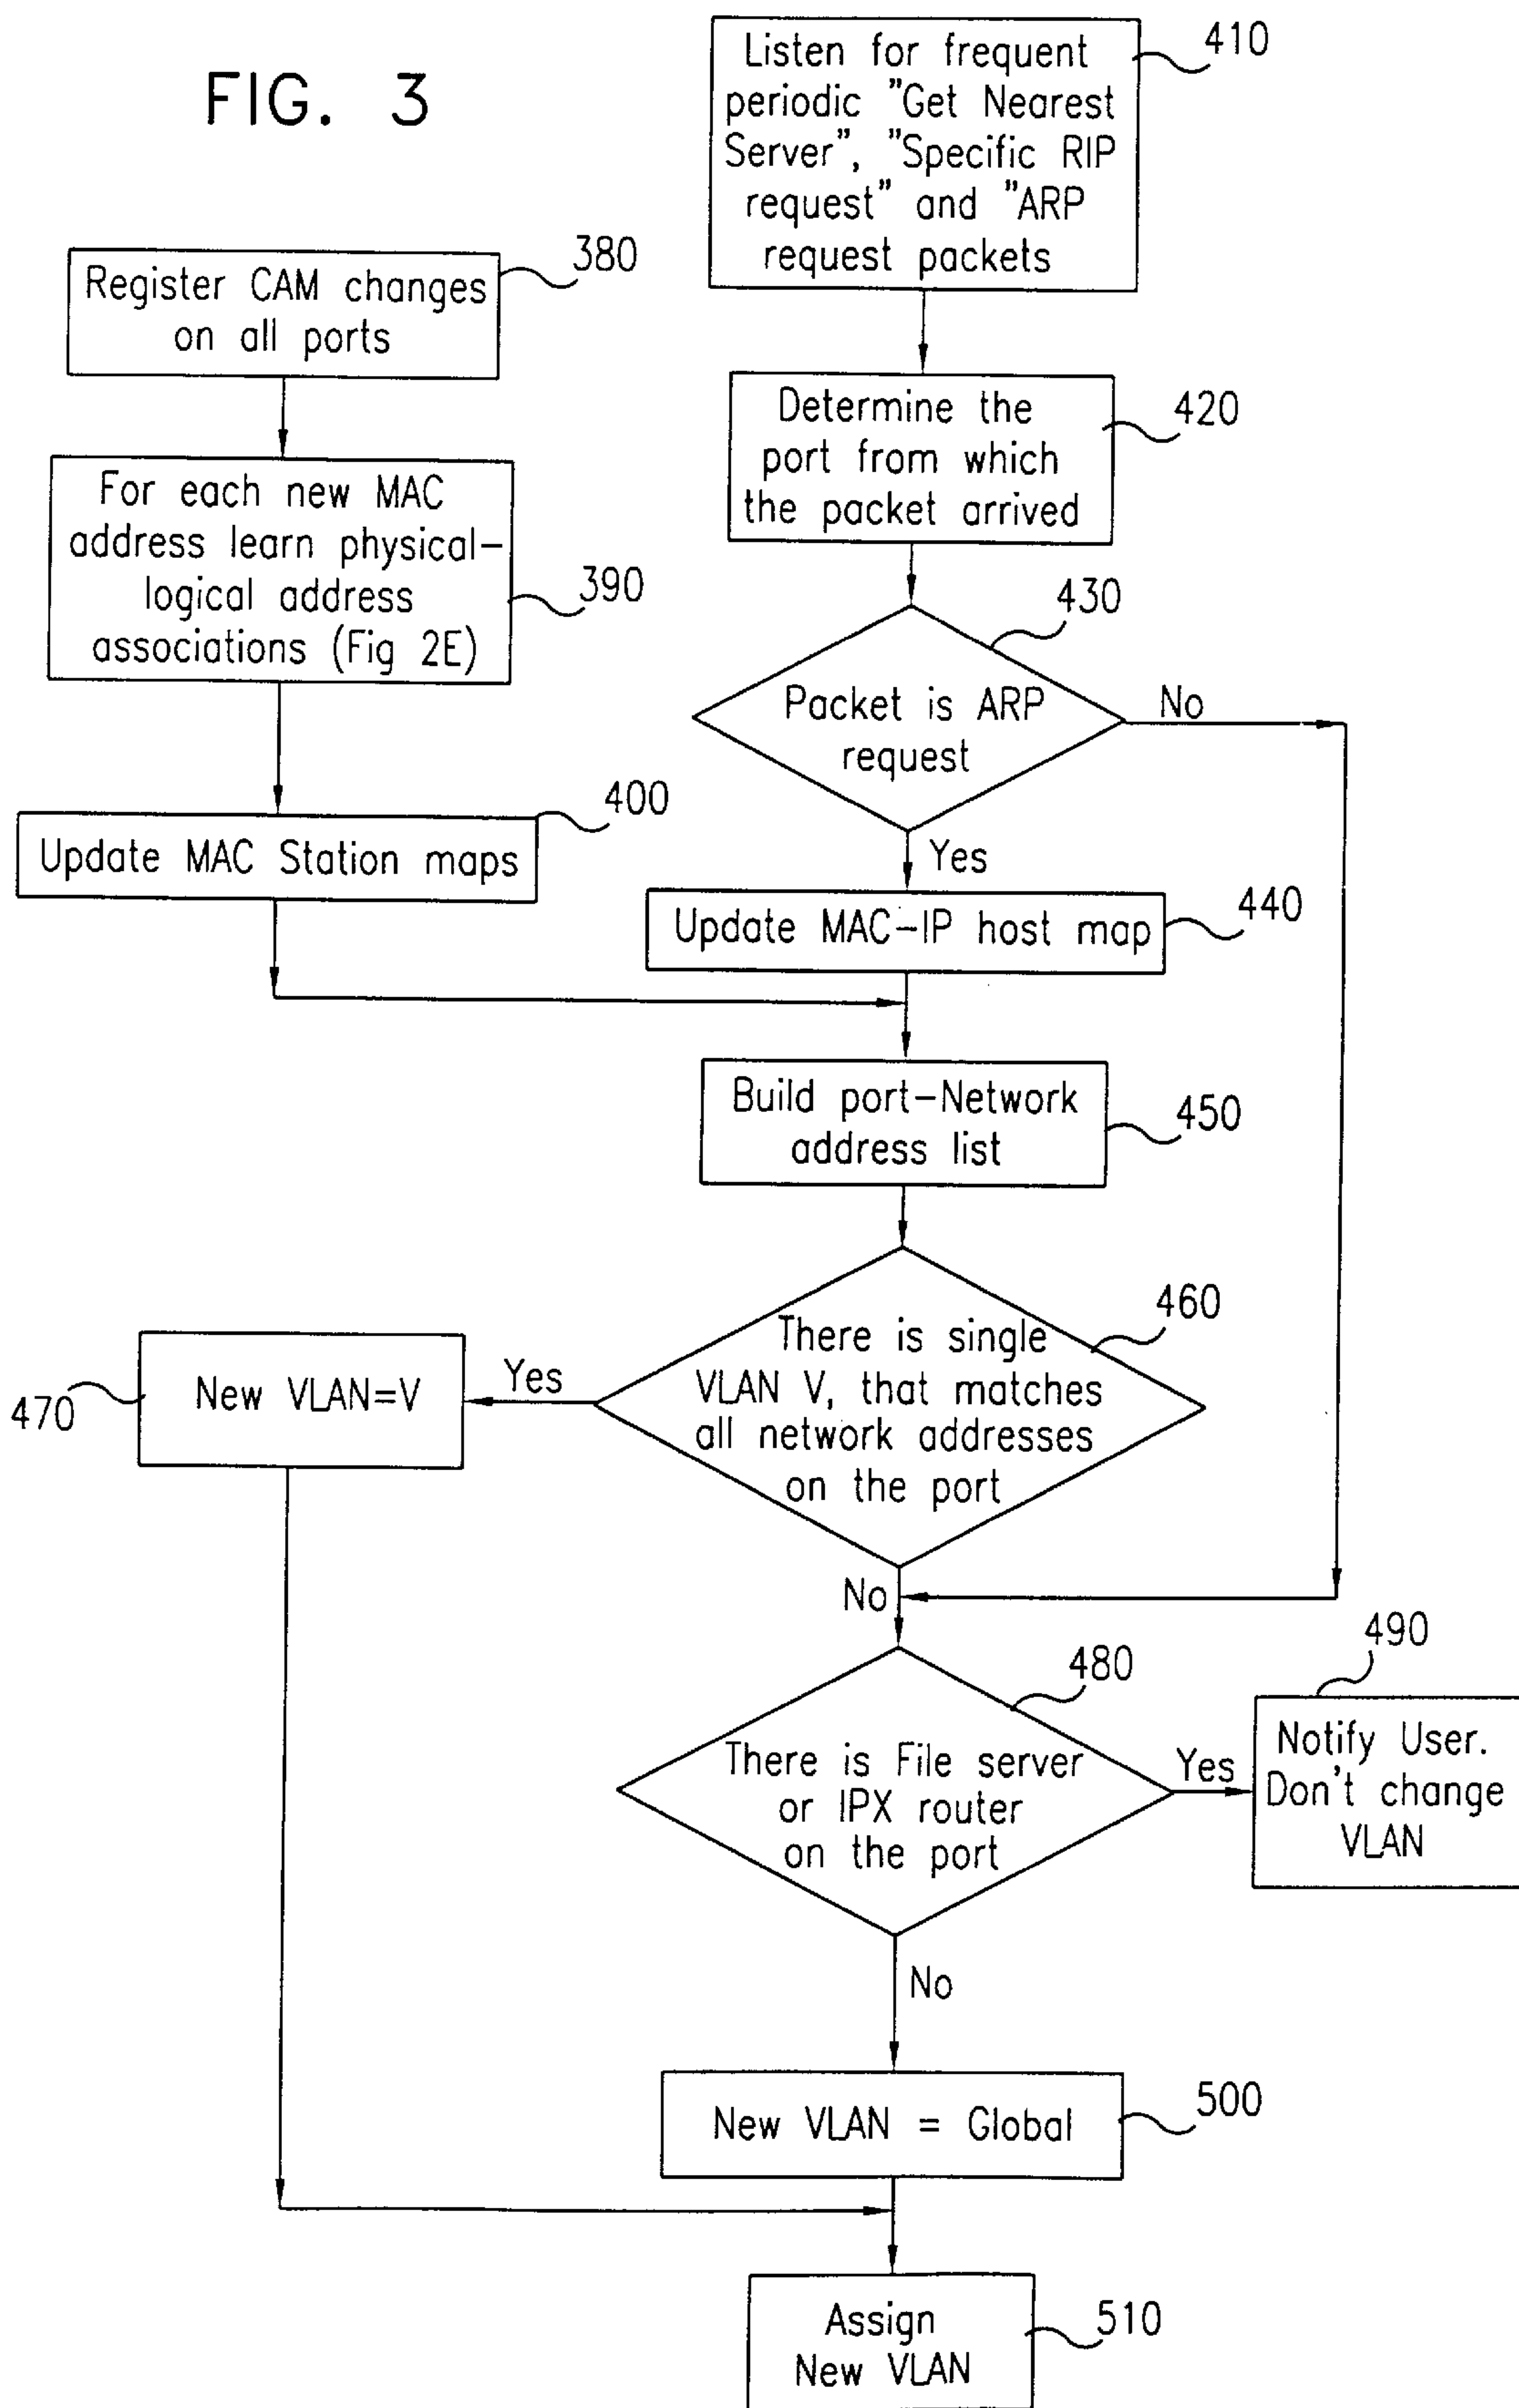 FIG. 3
Listen for frequent
periodic "Get Nearest
Server", "Specific RIP
request" and "ARP
request packets
410
Register CAM changes
on all ports
380
Determine the
port from which
the packet arrived
420
For each new MAC
address learn physical-
logical address
associations (Fig 2E)
390
Packet is ARP
request
430
No
Yes
Update MAC Station maps
400
Update MAC-IP host map
440
Build port-Network
address list
450
There is single
VLAN V, that matches
all network addresses
on the port
460
Yes
New VLAN=V
470
No
There is File server
or IPX router
on the port
480
Yes
Notify User.
Don't change
VLAN
490
No
New VLAN = Global
500
Assign
New VLAN
510